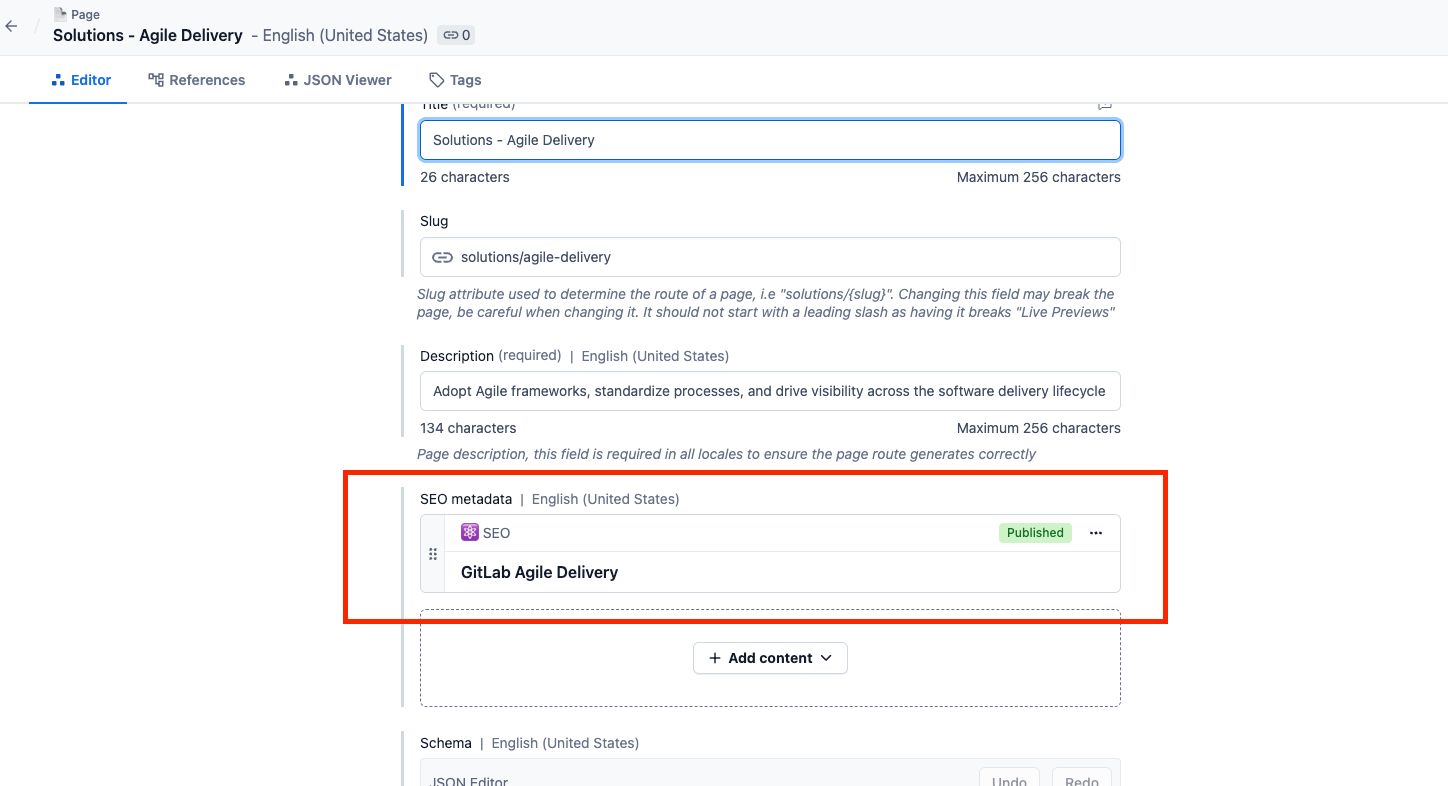 Page
Solutions - Agile Delivery - English (United States) 0
Editor References JSON Viewer Tags
Title (required)
Solutions - Agile Delivery
26 characters Maximum 256 characters
Slug
solutions/agile-delivery
Slug attribute used to determine the route of a page, i.e "solutions/{slug}". Changing this field may break the
page, be careful when changing it. It should not start with a leading slash as having it breaks "Live Previews"
Description (required) | English (United States)
Adopt Agile frameworks, standardize processes, and drive visibility across the software delivery lifecycle
134 characters Maximum 256 characters
Page description, this field is required in all locales to ensure the page route generates correctly
SEO metadata | English (United States)
SEO Published
GitLab Agile Delivery
+ Add content
Schema | English (United States)
JSON Editor Undo Redo